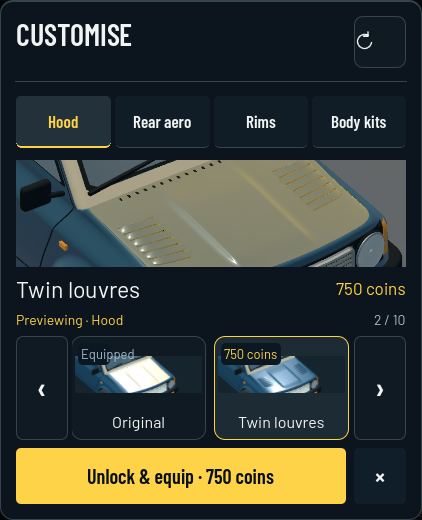 CUSTOMISE
Hood
Rear aero
Rims
Body kits
Twin louvres
750 coins
Previewing · Hood
2 / 10
Equipped
750 coins
Original
Twin louvres
Unlock & equip · 750 coins